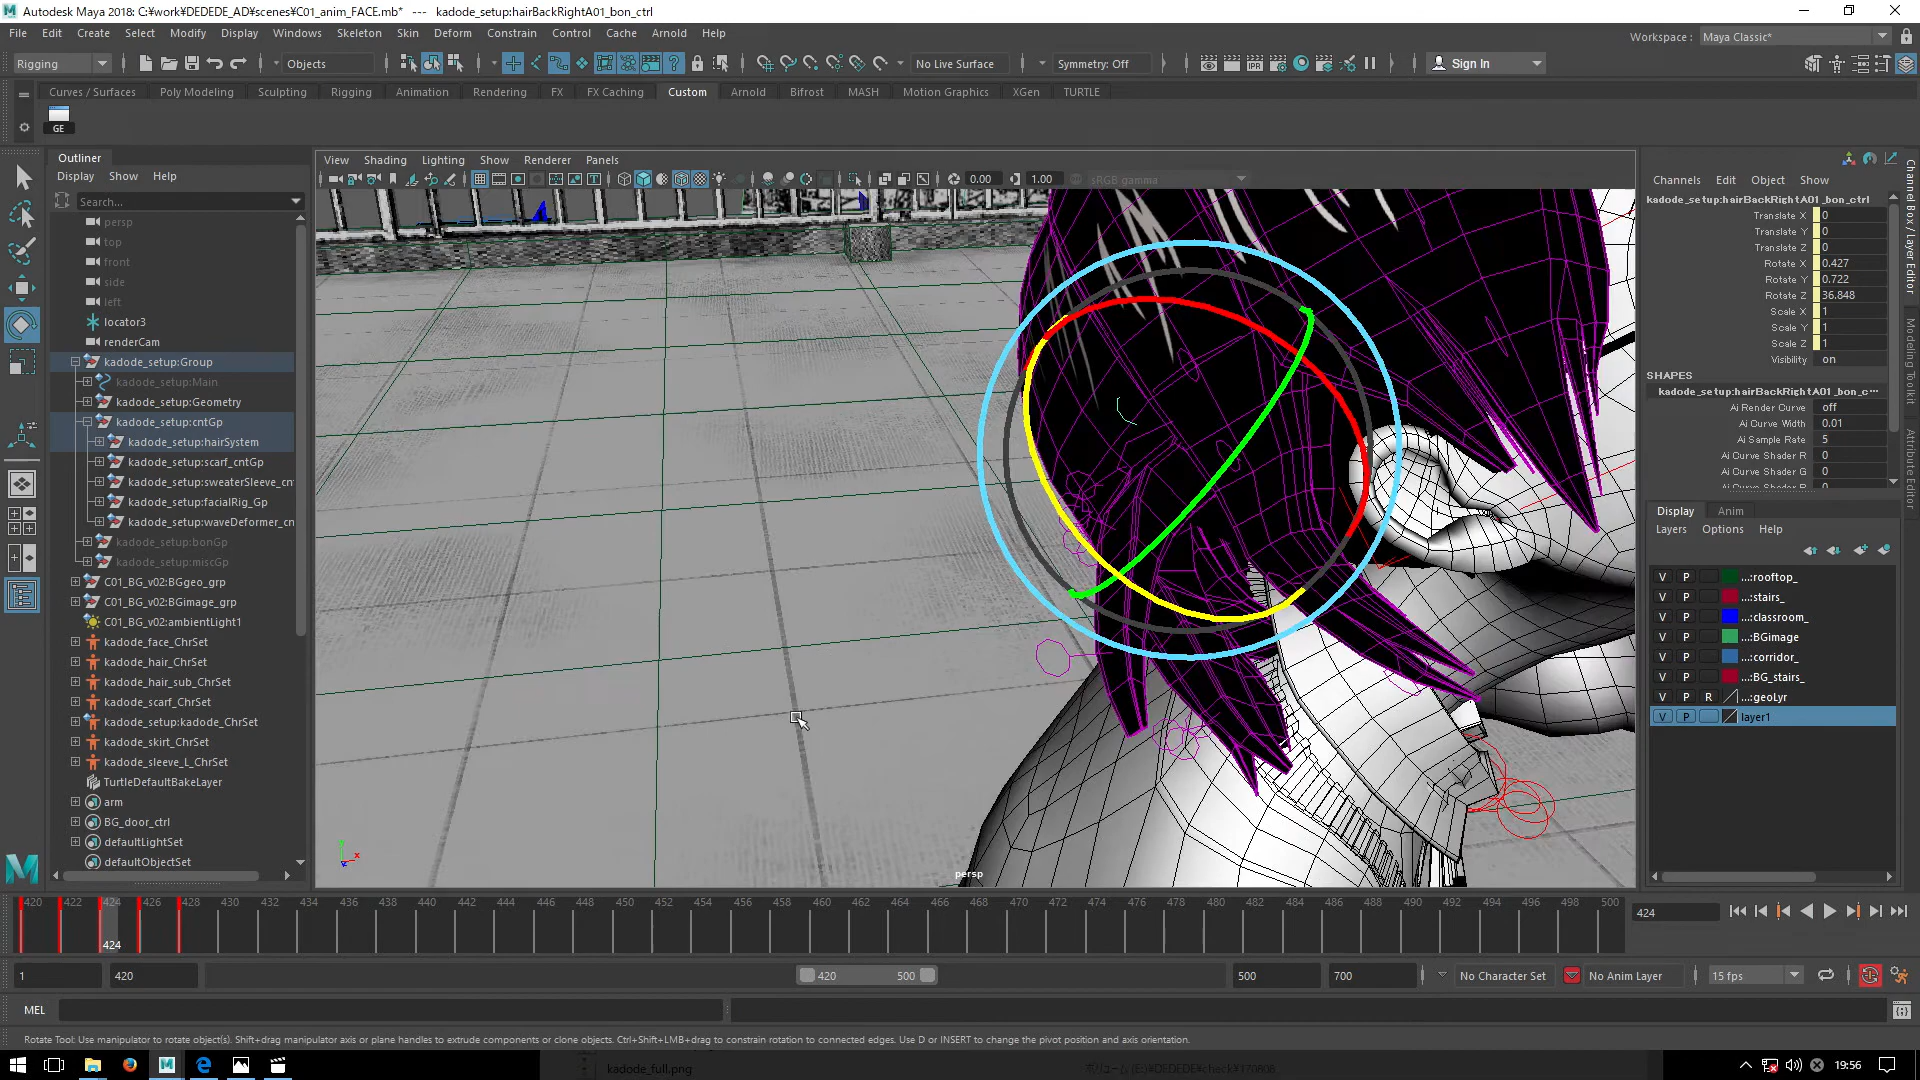 Autodesk Maya 2018: C:¥work¥DEDEDE_AD¥scenes¥C01_anim_FACE.mb*   ---   kadode_setup:hairBackRightA01_bon_ctrl
File Edit Create Select Modify Display Windows Skeleton Skin Deform Constrain Control Cache Arnold Help
Workspace : Maya Classic*
Rigging Objects No Live Surface Symmetry: Off Sign In
Curves / Surfaces Poly Modeling Sculpting Rigging Animation Rendering FX FX Caching Custom Arnold Bifrost MASH Motion Graphics XGen TURTLE
GE
Outliner
Display Show Help
Search...
persp
top
front
side
left
locator3
renderCam
kadode_setup:Group
kadode_setup:Main
kadode_setup:Geometry
kadode_setup:cntGp
kadode_setup:hairSystem
kadode_setup:scarf_cntGp
kadode_setup:sweaterSleeve_cn
kadode_setup:facialRig_Gp
kadode_setup:waveDeformer_cn
kadode_setup:bonGp
kadode_setup:miscGp
C01_BG_v02:BGgeo_grp
C01_BG_v02:BGimage_grp
C01_BG_v02:ambientLight1
kadode_face_ChrSet
kadode_hair_ChrSet
kadode_hair_sub_ChrSet
kadode_scarf_ChrSet
kadode_setup:kadode_ChrSet
kadode_skirt_ChrSet
kadode_sleeve_L_ChrSet
TurtleDefaultBakeLayer
arm
BG_door_ctrl
defaultLightSet
defaultObjectSet
View Shading Lighting Show Renderer Panels
0.00 1.00 sRGB gamma
persp
Channels Edit Object Show
kadode_setup:hairBackRightA01_bon_ctrl
Translate X 0
Translate Y 0
Translate Z 0
Rotate X 0.427
Rotate Y 0.722
Rotate Z 36.848
Scale X 1
Scale Y 1
Scale Z 1
Visibility on
SHAPES
kadode_setup:hairBackRightA01_bon_c...
Ai Render Curve off
Ai Curve Width 0.01
Ai Sample Rate 5
Ai Curve Shader R 0
Ai Curve Shader G 0
Ai Curve Shader B 0
Channel Box / Layer Editor
Modeling Toolkit
Attribute Editor
Display Anim
Layers Options Help
V P ...:rooftop_
V P ...:stairs_
V P ...:classroom_
V P ...:BGimage
V P ...:corridor_
V P ...:BG_stairs_
V P R ...:geoLyr
V P layer1
420 422 424 426 428 430 432 434 436 438 440 442 444 446 448 450 452 454 456 458 460 462 464 466 468 470 472 474 476 478 480 482 484 486 488 490 492 494 496 498 500
424
424
1 420 420 500 500 700 No Character Set No Anim Layer 15 fps
MEL
Rotate Tool: Use manipulator to rotate object(s). Shift+drag manipulator axis or plane handles to extrude components or clone objects. Ctrl+Shift+LMB+drag to constrain rotation to connected edges. Use D or INSERT to change the pivot position and axis orientation.
kadode_full.png
ボリューム (E:)¥DEDEDE¥check¥170808
19:56